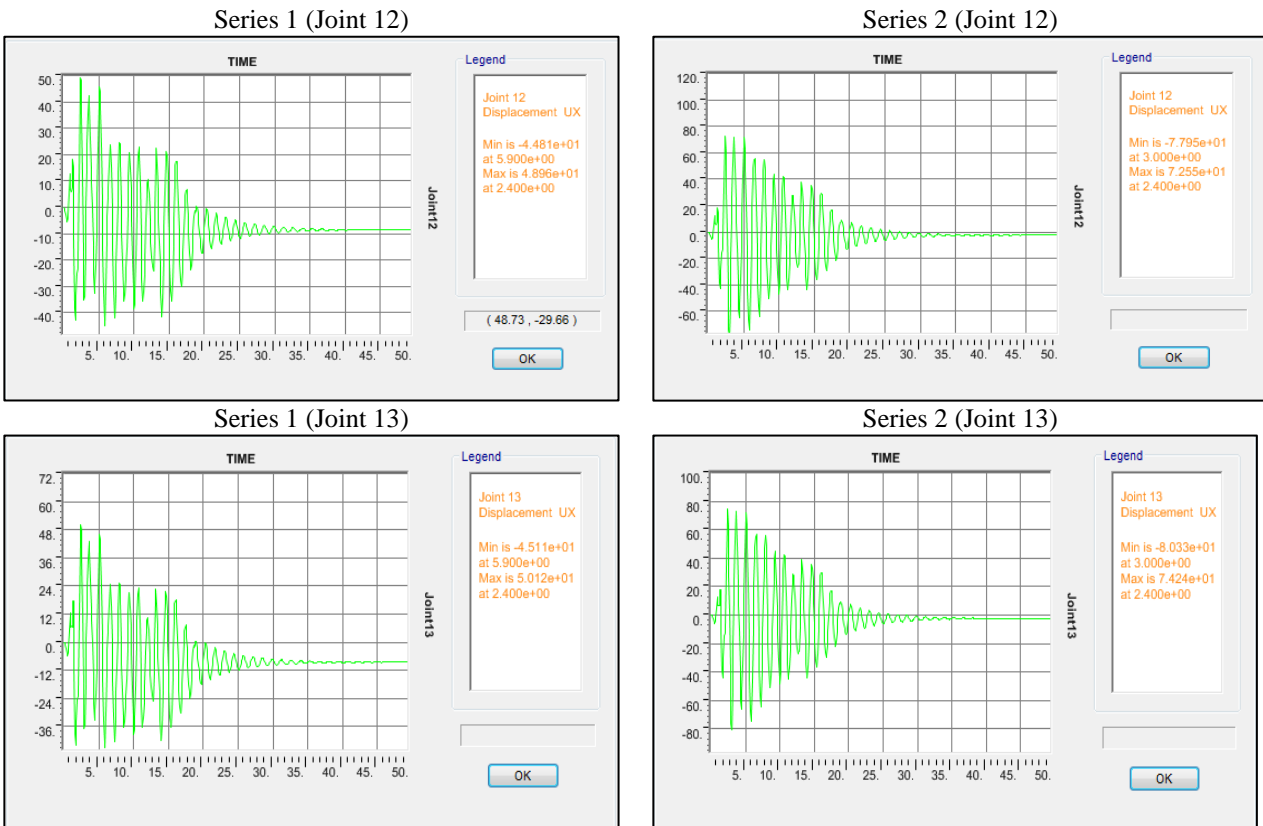 Series 1 (Joint 12)
TIME
50.
40.
30.
20.
10.
0.
-10.
-20.
-30.
-40.
5. 10. 15. 20. 25. 30. 35. 40. 45. 50.
Joint12
Legend
Joint 12
Displacement UX
Min is -4.481e+01
at 5.900e+00
Max is 4.896e+01
at 2.400e+00
( 48.73 , -29.66 )
OK
Series 2 (Joint 12)
TIME
120.
100.
80.
60.
40.
20.
0.
-20.
-40.
-60.
5. 10. 15. 20. 25. 30. 35. 40. 45. 50.
Joint12
Legend
Joint 12
Displacement UX
Min is -7.795e+01
at 3.000e+00
Max is 7.255e+01
at 2.400e+00
OK
Series 1 (Joint 13)
TIME
72.
60.
48.
36.
24.
12.
0.
-12.
-24.
-36.
5. 10. 15. 20. 25. 30. 35. 40. 45. 50.
Joint13
Legend
Joint 13
Displacement UX
Min is -4.511e+01
at 5.900e+00
Max is 5.012e+01
at 2.400e+00
OK
Series 2 (Joint 13)
TIME
100.
80.
60.
40.
20.
0.
-20.
-40.
-60.
-80.
5. 10. 15. 20. 25. 30. 35. 40. 45. 50.
Joint13
Legend
Joint 13
Displacement UX
Min is -8.033e+01
at 3.000e+00
Max is 7.424e+01
at 2.400e+00
OK